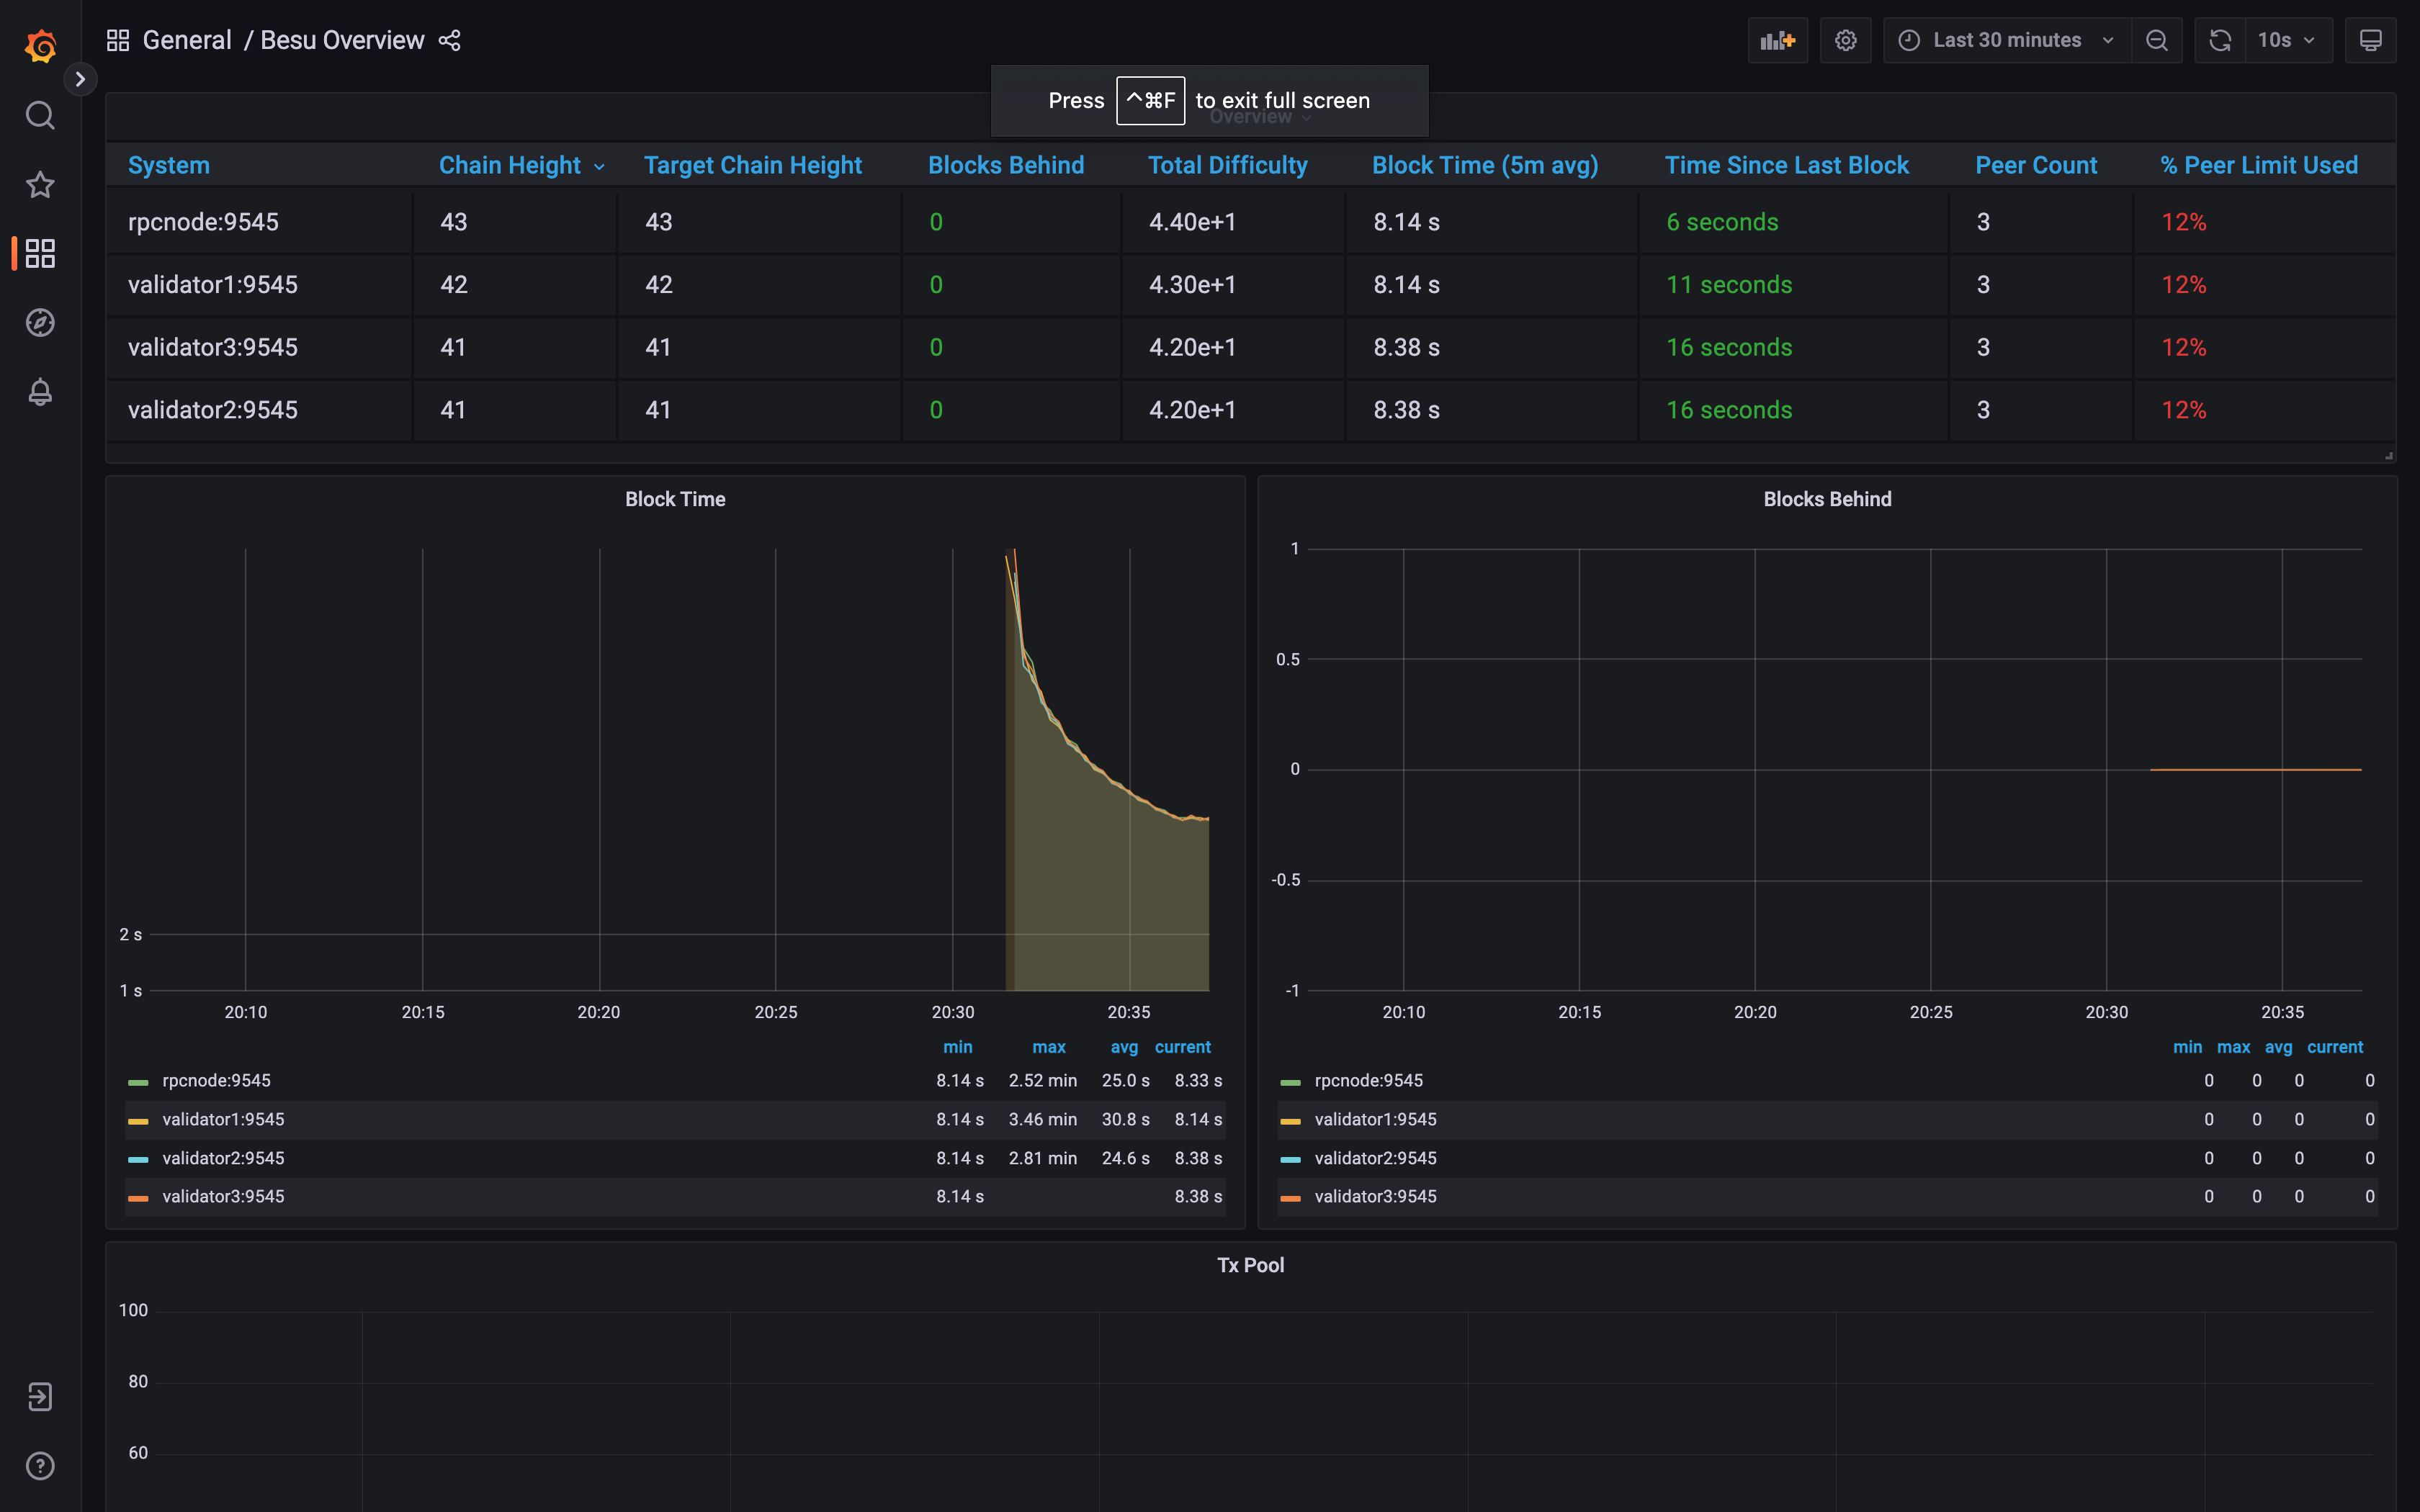 General / Besu Overview
Last 30 minutes
10s
Press ^⌘F to exit full screen
Overview
System Chain Height Target Chain Height Blocks Behind Total Difficulty Block Time (5m avg) Time Since Last Block Peer Count % Peer Limit Used
rpcnode:9545 43 43 0 4.40e+1 8.14 s 6 seconds 3 12%
validator1:9545 42 42 0 4.30e+1 8.14 s 11 seconds 3 12%
validator3:9545 41 41 0 4.20e+1 8.38 s 16 seconds 3 12%
validator2:9545 41 41 0 4.20e+1 8.38 s 16 seconds 3 12%
Block Time
2 s
1 s
20:10 20:15 20:20 20:25 20:30 20:35
min max avg current
rpcnode:9545 8.14 s 2.52 min 25.0 s 8.33 s
validator1:9545 8.14 s 3.46 min 30.8 s 8.14 s
validator2:9545 8.14 s 2.81 min 24.6 s 8.38 s
validator3:9545 8.14 s 8.38 s
Blocks Behind
1
0.5
0
-0.5
-1
20:10 20:15 20:20 20:25 20:30 20:35
min max avg current
rpcnode:9545 0 0 0 0
validator1:9545 0 0 0 0
validator2:9545 0 0 0 0
validator3:9545 0 0 0 0
Tx Pool
100
80
60